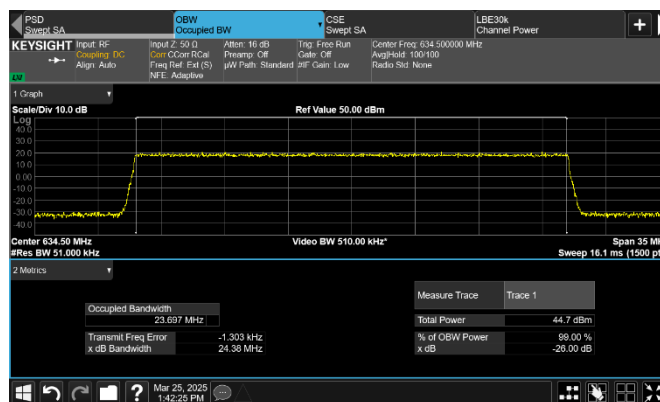 PSD
Swept SA
OBW
Occupied BW
CSE
Swept SA
LBE30k
Channel Power
KEYSIGHT
Input: RF
Coupling: DC
Align: Auto
Input Z: 50 Ω
Corr CCorr RCal
Freq Ref: Ext (S)
NFE: Adaptive
Atten: 16 dB
Preamp: Off
µW Path: Standard
Trig: Free Run
Gate: Off
#IF Gain: Low
Center Freq: 634.500000 MHz
Avg|Hold: 100/100
Radio Std: None
1 Graph
Scale/Div 10.0 dB
Ref Value 50.00 dBm
Log
40.0
30.0
20.0
10.0
0.00
-10.0
-20.0
-30.0
-40.0
Center 634.50 MHz
#Res BW 51.000 kHz
Video BW 510.00 kHz*
Span 35 M
Sweep 16.1 ms (1500 pt
2 Metrics
Occupied Bandwidth
23.697 MHz
Transmit Freq Error -1.303 kHz
x dB Bandwidth 24.38 MHz
Measure Trace Trace 1
Total Power 44.7 dBm
% of OBW Power 99.00 %
x dB -26.00 dB
?
Mar 25, 2025
1:42:25 PM